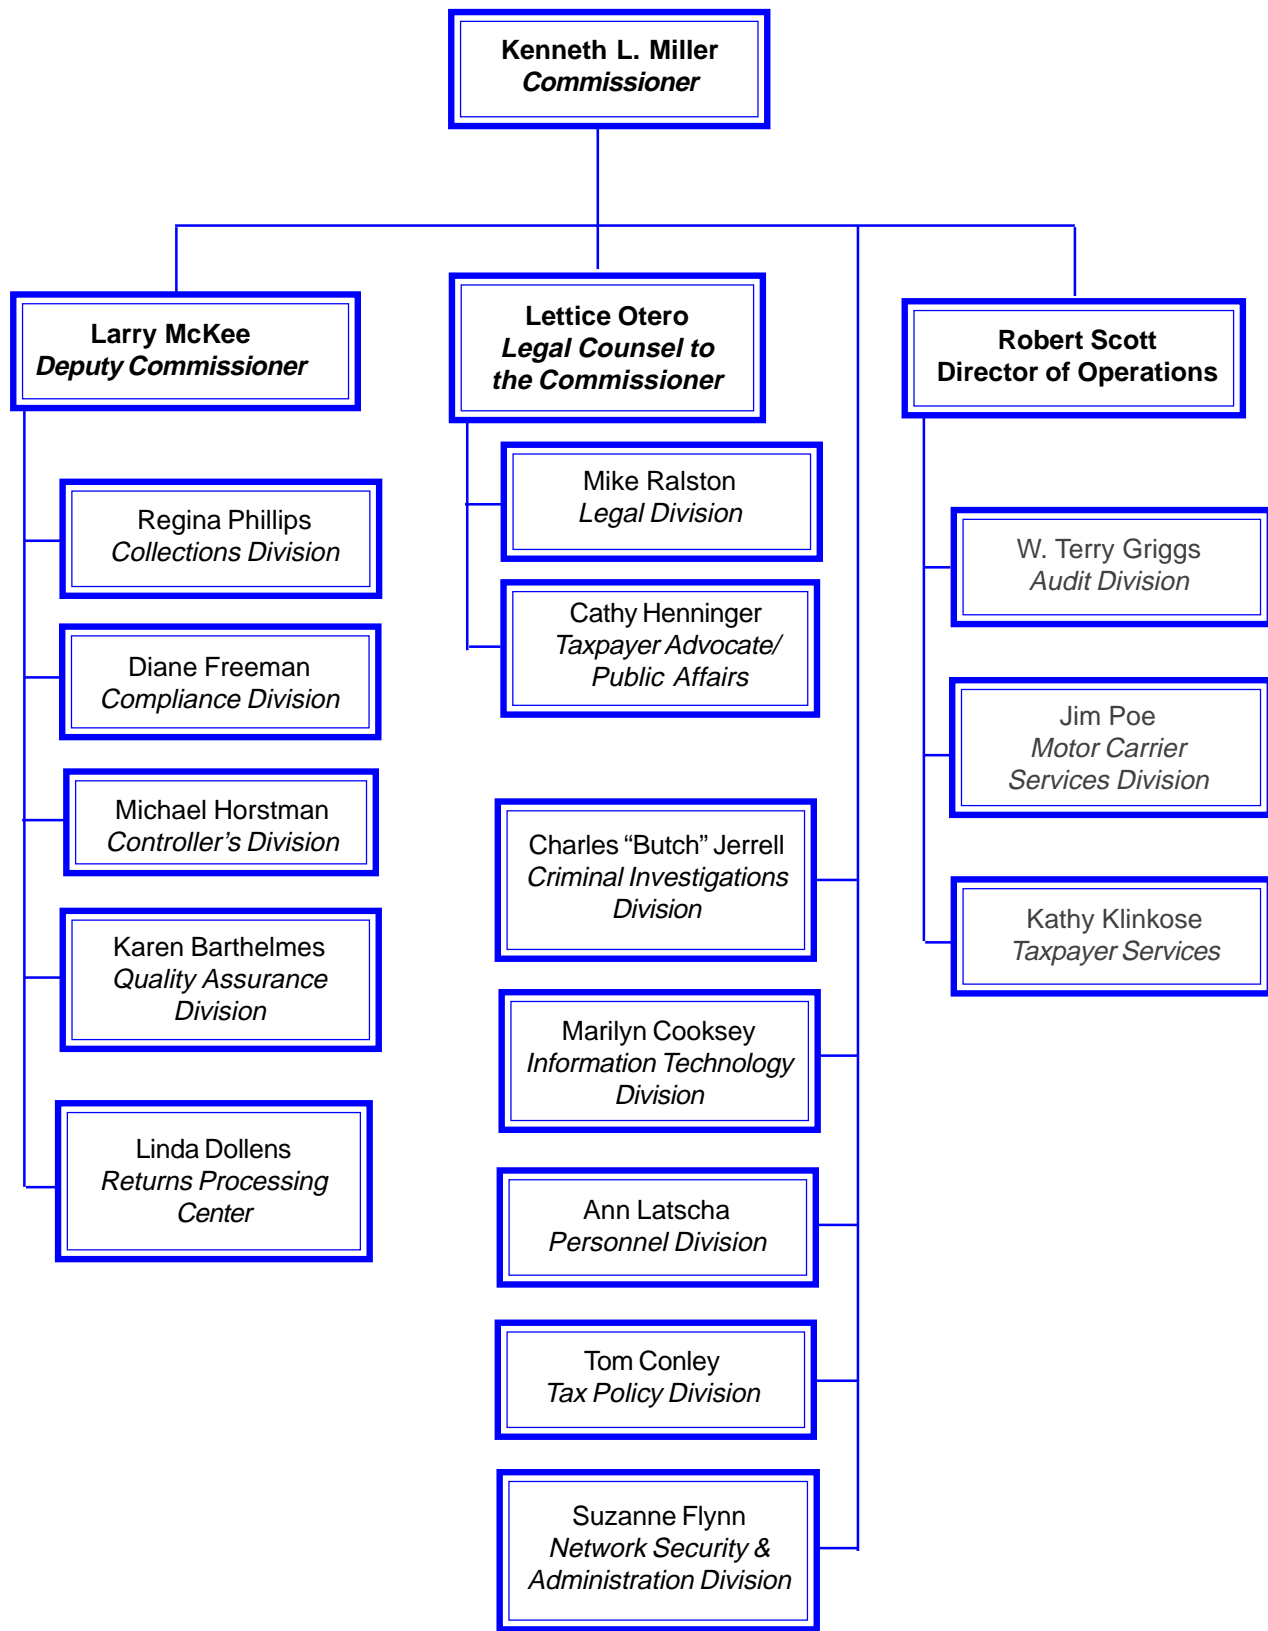 Kenneth L. Miller
Commissioner
Larry McKee
Deputy Commissioner
Regina Phillips
Collections Division
Diane Freeman
Compliance Division
Michael Horstman
Controller’s Division
Karen Barthelmes
Quality Assurance
Division
Linda Dollens
Returns Processing
Center
Lettice Otero
Legal Counsel to
the Commissioner
Mike Ralston
Legal Division
Cathy Henninger
Taxpayer Advocate/
Public Affairs
Charles “Butch” Jerrell
Criminal Investigations
Division
Marilyn Cooksey
Information Technology
Division
Ann Latscha
Personnel Division
Tom Conley
Tax Policy Division
Suzanne Flynn
Network Security &
Administration Division
Robert Scott
Director of Operations
W. Terry Griggs
Audit Division
Jim Poe
Motor Carrier
Services Division
Kathy Klinkose
Taxpayer Services